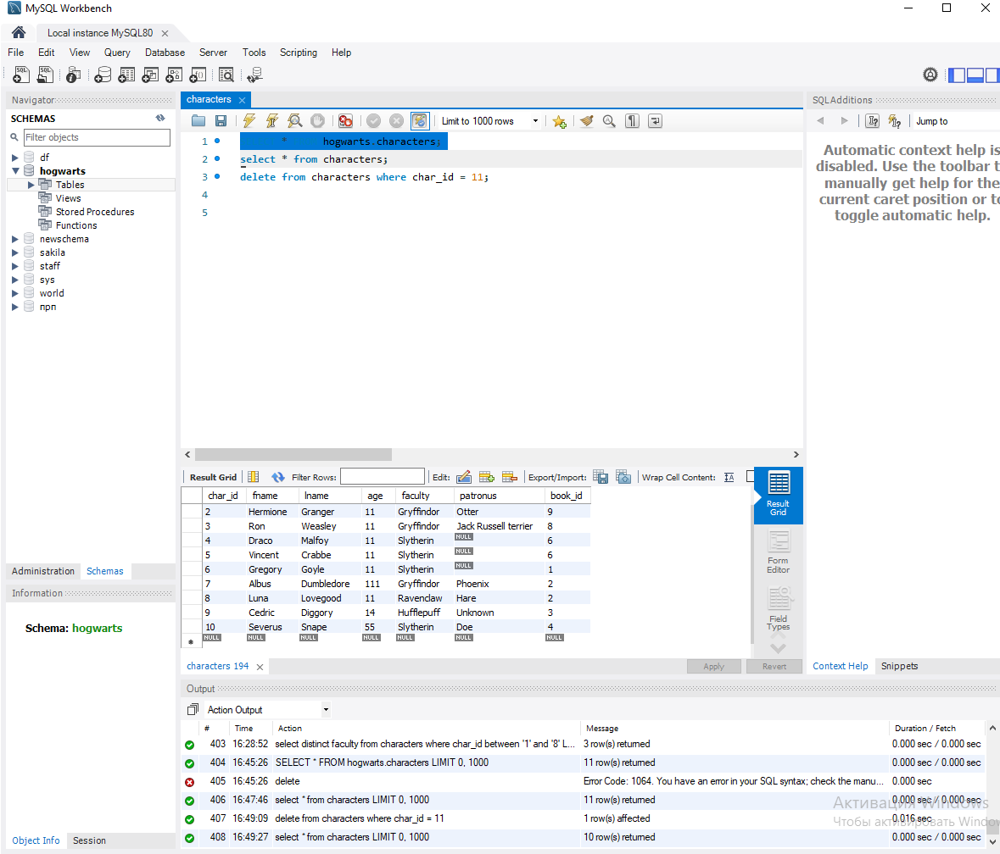 MySQL Workbench
Local instance MySQL80
File Edit View Query Database Server Tools Scripting Help
Navigator
SCHEMAS
Filter objects
df
hogwarts
Tables
Views
Stored Procedures
Functions
newschema
sakila
staff
sys
world
прп
Administration Schemas
Information
Schema: hogwarts
Object Info Session
characters
Limit to 1000 rows
1 * hogwarts.characters;
2 select * from characters;
3 delete from characters where char_id = 11;
4
5
Result Grid Filter Rows: Edit: Export/Import: Wrap Cell Content:
char_id fname lname age faculty patronus book_id
2 Hermione Granger 11 Gryffindor Otter 9
3 Ron Weasley 11 Gryffindor Jack Russell terrier 8
4 Draco Malfoy 11 Slytherin NULL 6
5 Vincent Crabbe 11 Slytherin NULL 6
6 Gregory Goyle 11 Slytherin NULL 1
7 Albus Dumbledore 111 Gryffindor Phoenix 2
8 Luna Lovegood 11 Ravenclaw Hare 2
9 Cedric Diggory 14 Hufflepuff Unknown 3
10 Severus Snape 55 Slytherin Doe 4
NULL NULL NULL NULL NULL NULL NULL
Result Grid
Form Editor
Field Types
characters 194
Apply Revert
SQLAdditions
Jump to
Automatic context help is
disabled. Use the toolbar t
manually get help for the
current caret position or to
toggle automatic help.
Context Help Snippets
Output
Action Output
# Time Action Message Duration / Fetch
403 16:28:52 select distinct faculty from characters where char_id between '1' and '8' L... 3 row(s) returned 0.000 sec / 0.000 sec
404 16:45:26 SELECT * FROM hogwarts.characters LIMIT 0, 1000 11 row(s) returned 0.000 sec / 0.000 sec
405 16:45:26 delete Error Code: 1064. You have an error in your SQL syntax; check the manu... 0.000 sec
406 16:47:46 select * from characters LIMIT 0, 1000 11 row(s) returned 0.000 sec / 0.000 sec
407 16:49:09 delete from characters where char_id = 11 1 row(s) affected 0.016 sec
408 16:49:27 select * from characters LIMIT 0, 1000 10 row(s) returned 0.000 sec / 0.000 sec
Активация Windows
Чтобы активировать Windows